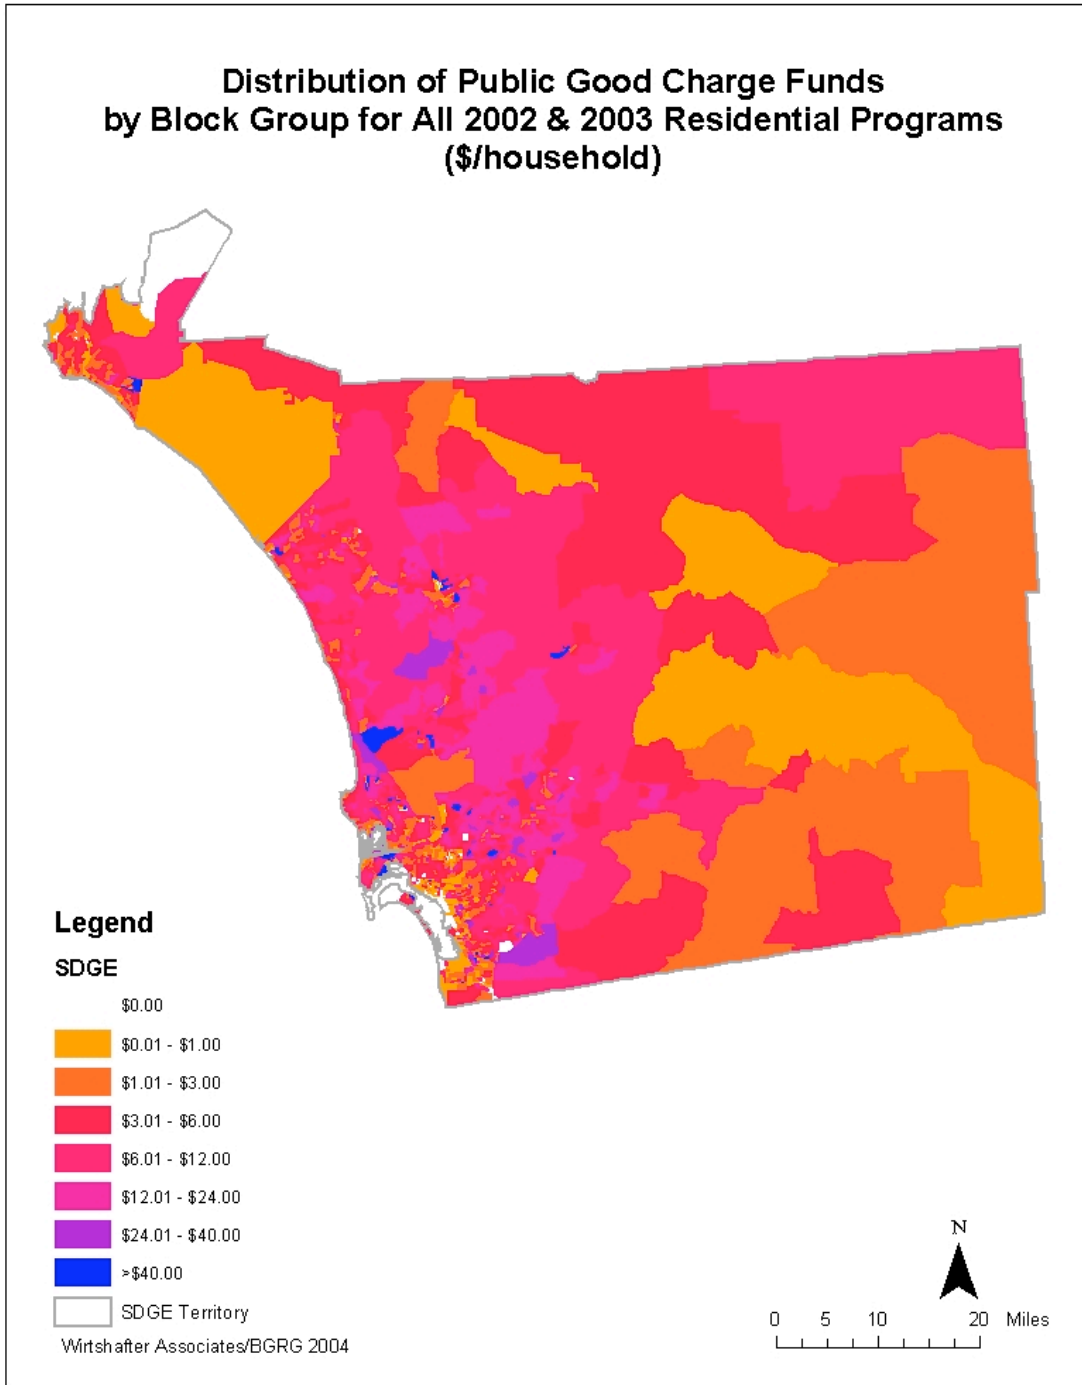 Distribution of Public Good Charge Funds
by Block Group for All 2002 & 2003 Residential Programs
($/household)
Legend
SDGE
$0.00
$0.01 - $1.00
$1.01 - $3.00
$3.01 - $6.00
$6.01 - $12.00
$12.01 - $24.00
$24.01 - $40.00
>$40.00
SDGE Territory
Wirtshafter Associates/BGRG 2004
N
0 5 10 20 Miles